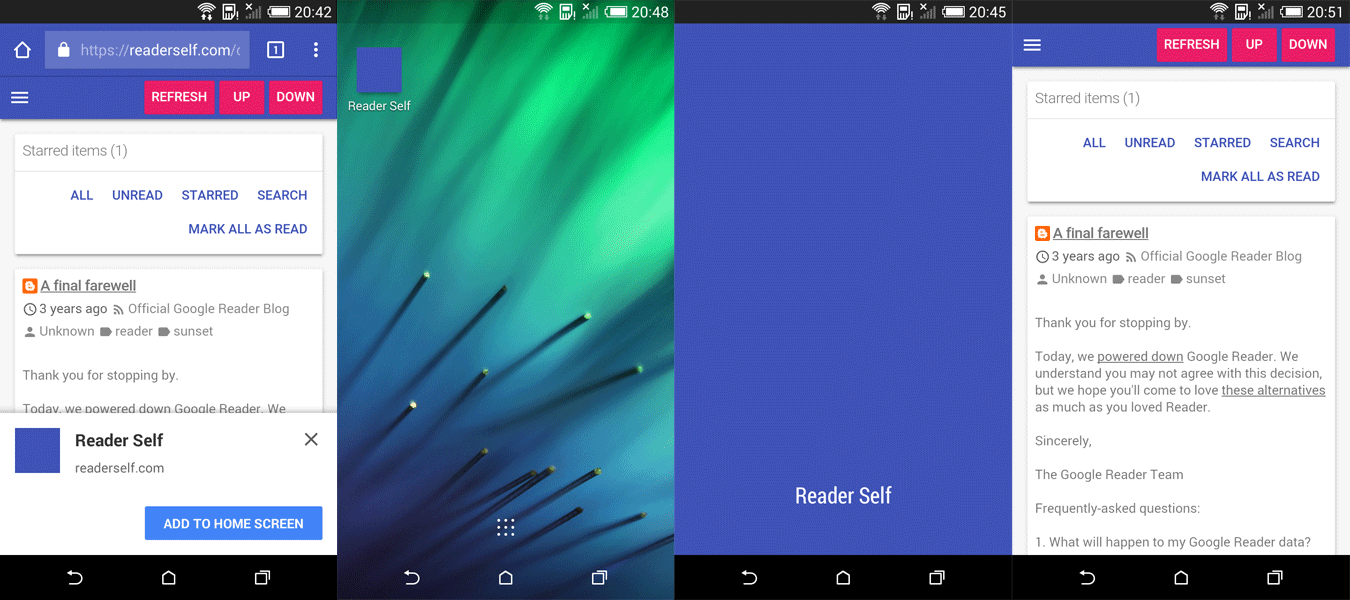 20:42
https://readerself.com/c
1
REFRESH UP DOWN
Starred items (1)
ALL UNREAD STARRED SEARCH
MARK ALL AS READ
A final farewell
3 years ago Official Google Reader Blog
Unknown reader sunset
Thank you for stopping by.
Today, we powered down Google Reader. We
Reader Self
readerself.com
ADD TO HOME SCREEN
20:48
Reader Self
20:45
Reader Self
20:51
REFRESH UP DOWN
Starred items (1)
ALL UNREAD STARRED SEARCH
MARK ALL AS READ
A final farewell
3 years ago Official Google Reader Blog
Unknown reader sunset
Thank you for stopping by.
Today, we powered down Google Reader. We
understand you may not agree with this decision,
but we hope you'll come to love these alternatives
as much as you loved Reader.
Sincerely,
The Google Reader Team
Frequently-asked questions:
1. What will happen to my Google Reader data?